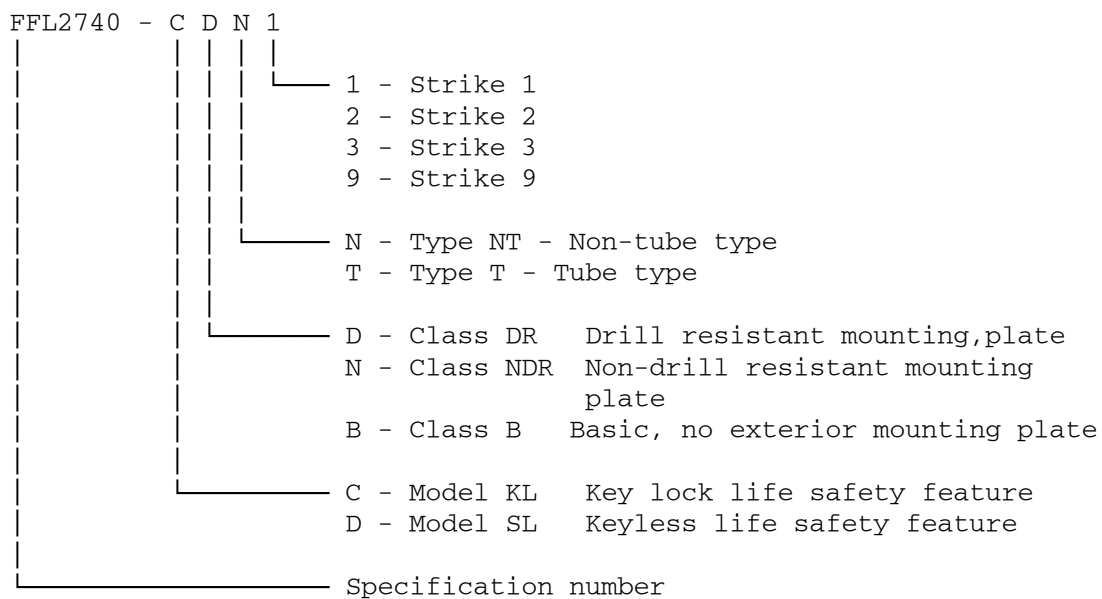 FFL2740 - C D N 1
1 - Strike 1
2 - Strike 2
3 - Strike 3
9 - Strike 9
N - Type NT - Non-tube type
T - Type T - Tube type
D - Class DR Drill resistant mounting,plate
N - Class NDR Non-drill resistant mounting
plate
B - Class B Basic, no exterior mounting plate
C - Model KL Key lock life safety feature
D - Model SL Keyless life safety feature
Specification number